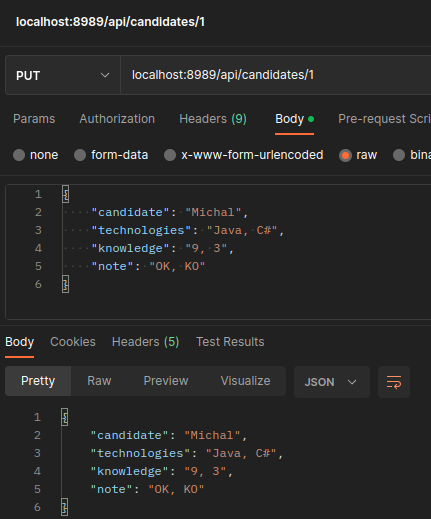 localhost:8989/api/candidates/1
PUT localhost:8989/api/candidates/1
Params Authorization Headers (9) Body Pre-request Scri
none form-data x-www-form-urlencoded raw bina
1 {
2 "candidate": "Michal",
3 "technologies": "Java, C#",
4 "knowledge": "9, 3",
5 "note": "OK, KO"
6 }
Body Cookies Headers (5) Test Results
Pretty Raw Preview Visualize JSON
1 {
2 "candidate": "Michal",
3 "technologies": "Java, C#",
4 "knowledge": "9, 3",
5 "note": "OK, KO"
6 }